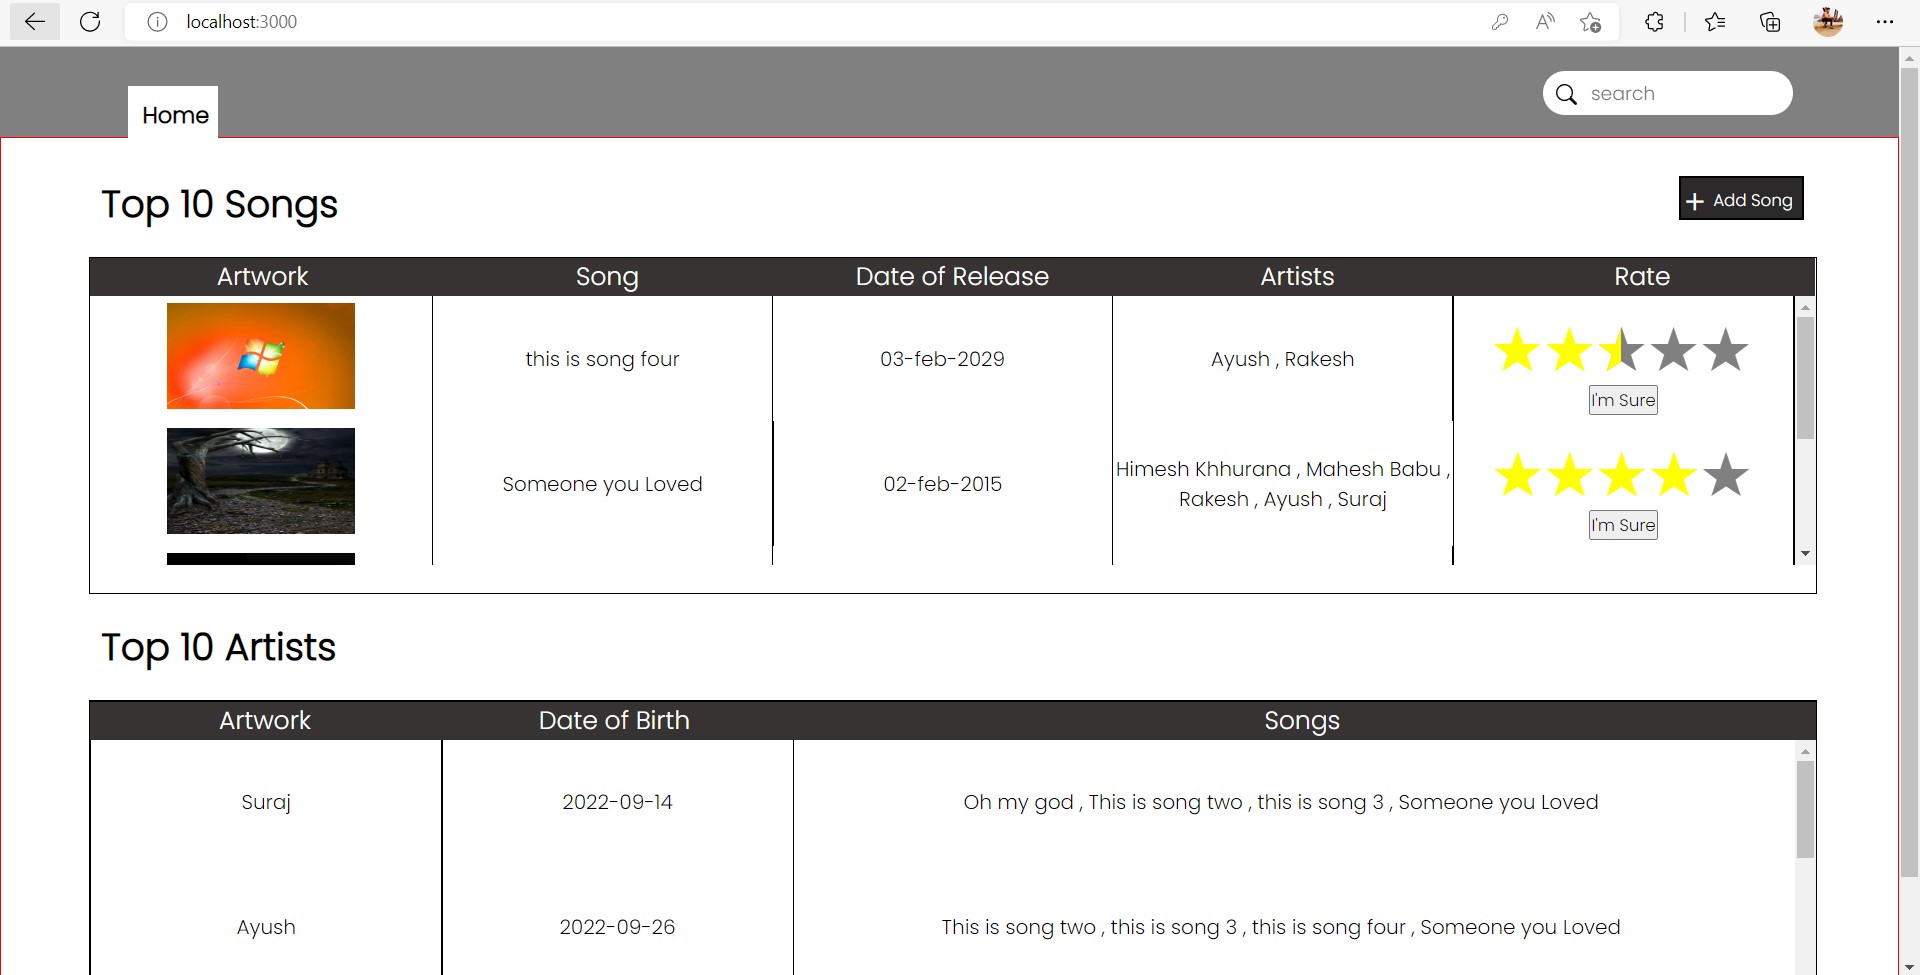 localhost:3000
Home
search
Top 10 Songs
+ Add Song
Artwork Song Date of Release Artists Rate
this is song four 03-feb-2029 Ayush , Rakesh
I'm Sure
Someone you Loved 02-feb-2015 Himesh Khhurana , Mahesh Babu ,
Rakesh , Ayush , Suraj
I'm Sure
Top 10 Artists
Artwork Date of Birth Songs
Suraj 2022-09-14 Oh my god , This is song two , this is song 3 , Someone you Loved
Ayush 2022-09-26 This is song two , this is song 3 , this is song four , Someone you Loved